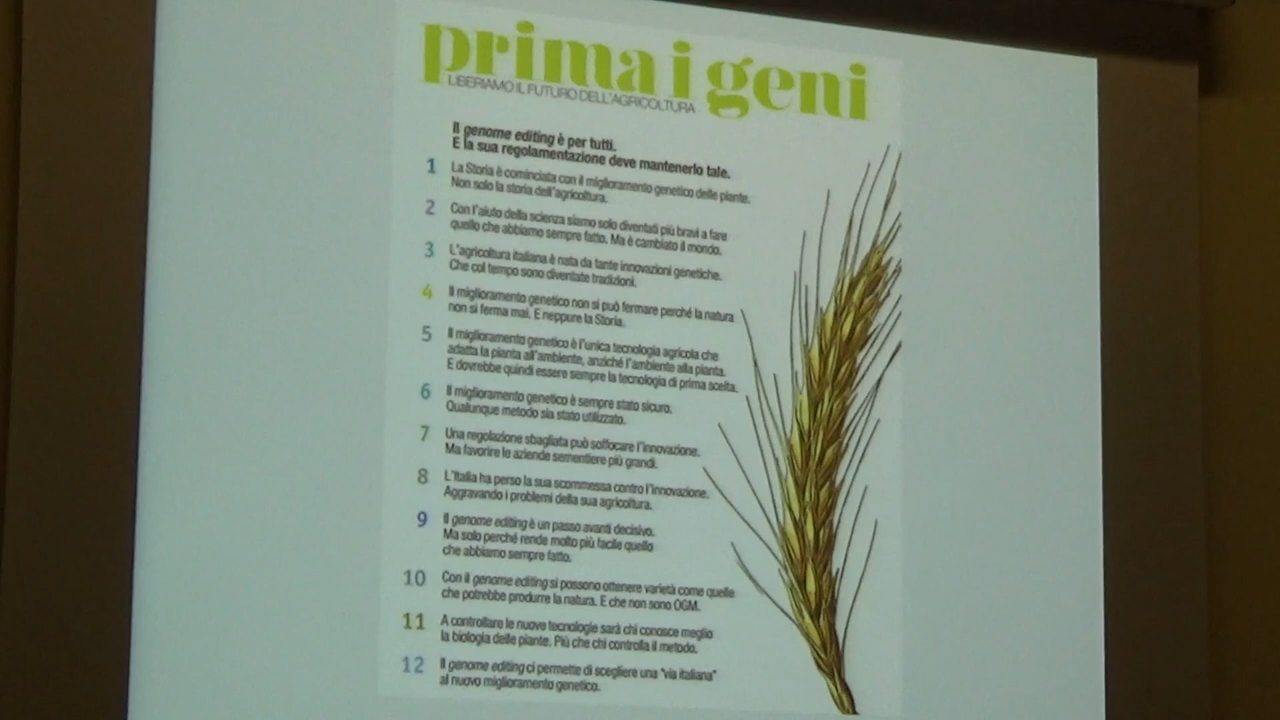 prima i geni
LIBERIAMO IL FUTURO DELL'AGRICOLTURA
Il genome editing è per tutti.
E la sua regolamentazione deve mantenerlo tale.
1 La Storia è cominciata con il miglioramento genetico delle piante.
Non solo la storia dell'agricoltura.
2 Con l'aiuto della scienza siamo solo diventati più bravi a fare
quello che abbiamo sempre fatto. Ma è cambiato il mondo.
3 L'agricoltura italiana è nata da tante innovazioni genetiche.
Che col tempo sono diventate tradizioni.
4 Il miglioramento genetico non si può fermare perché la natura
non si ferma mai. E neppure la Storia.
5 Il miglioramento genetico è l'unica tecnologia agricola che
adatta la pianta all'ambiente, anziché l'ambiente alla pianta.
E dovrebbe quindi essere sempre la tecnologia di prima scelta.
6 Il miglioramento genetico è sempre stato sicuro.
Qualunque metodo sia stato utilizzato.
7 Una regolazione sbagliata può soffocare l'innovazione.
Ma favorire le aziende sementiere più grandi.
8 L'Italia ha perso la sua scommessa contro l'innovazione.
Aggravando i problemi della sua agricoltura.
9 Il genome editing è un passo avanti decisivo.
Ma solo perché rende molto più facile quello
che abbiamo sempre fatto.
10 Con il genome editing si possono ottenere varietà come quelle
che potrebbe produrre la natura. E che non sono OGM.
11 A controllare le nuove tecnologie sarà chi conosce meglio
la biologia delle piante. Più che chi controlla il metodo.
12 Il genome editing ci permette di scegliere una "via italiana"
al nuovo miglioramento genetico.